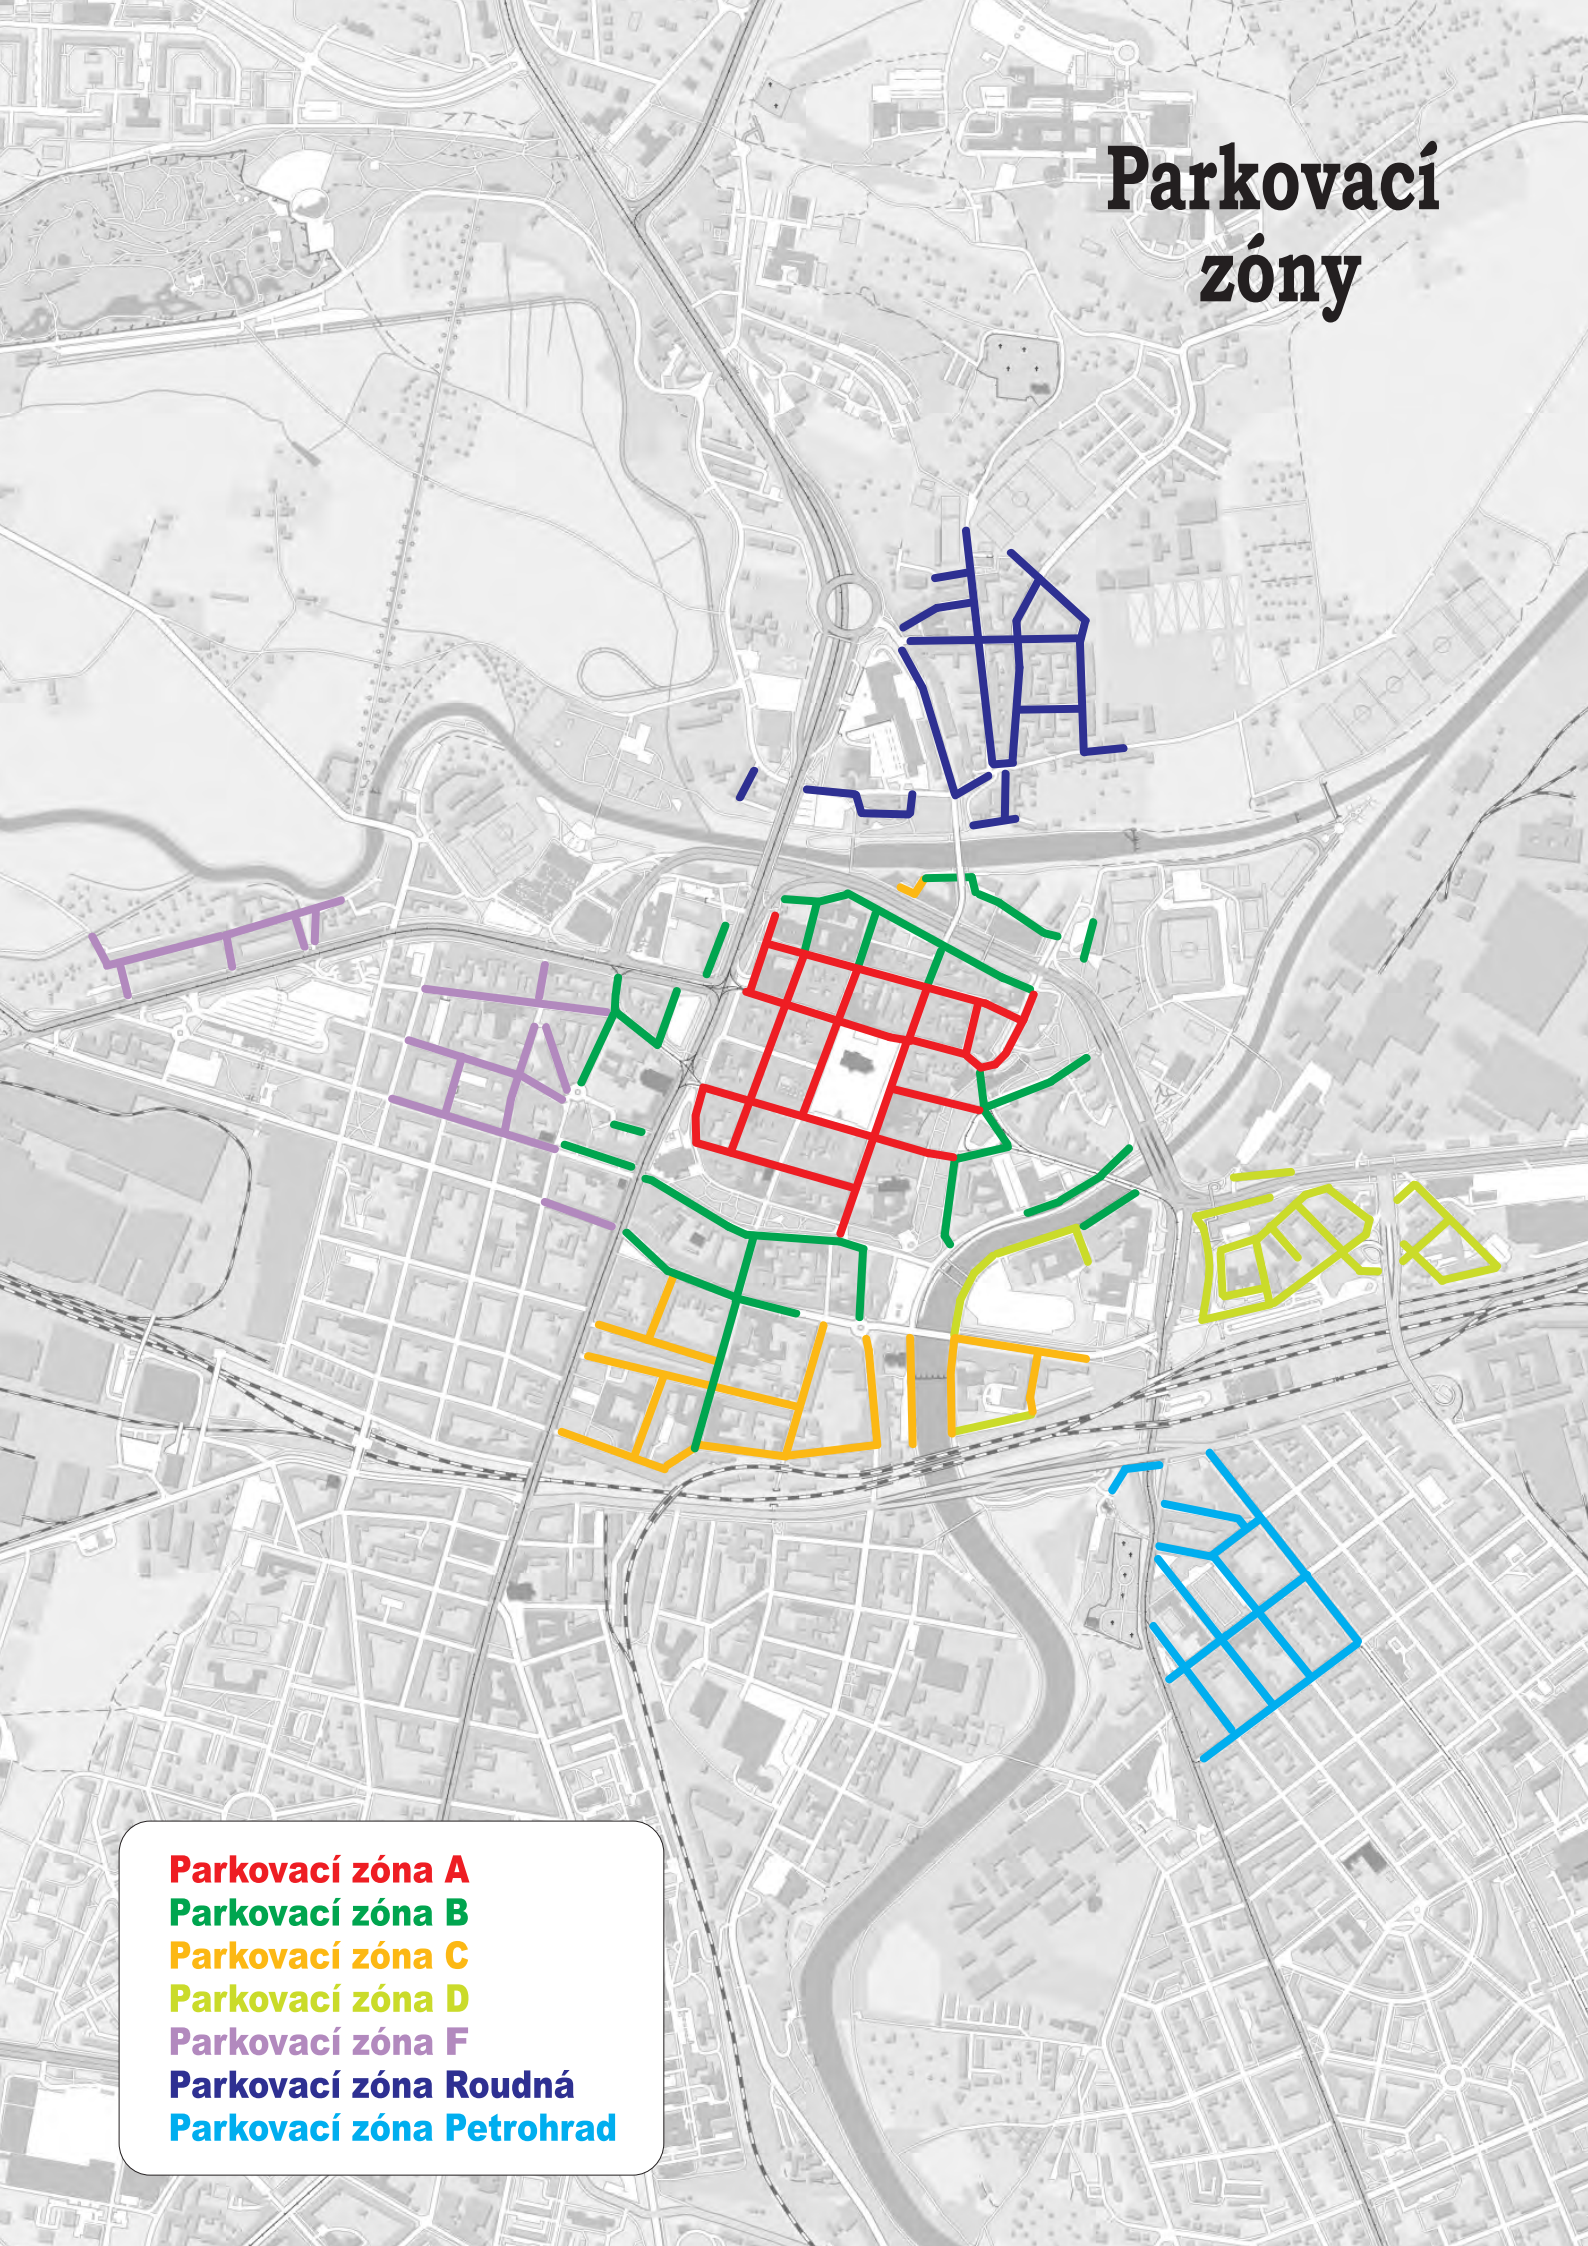 Parkovací
zóny
Parkovací zóna A
Parkovací zóna B
Parkovací zóna C
Parkovací zóna D
Parkovací zóna F
Parkovací zóna Roudná
Parkovací zóna Petrohrad